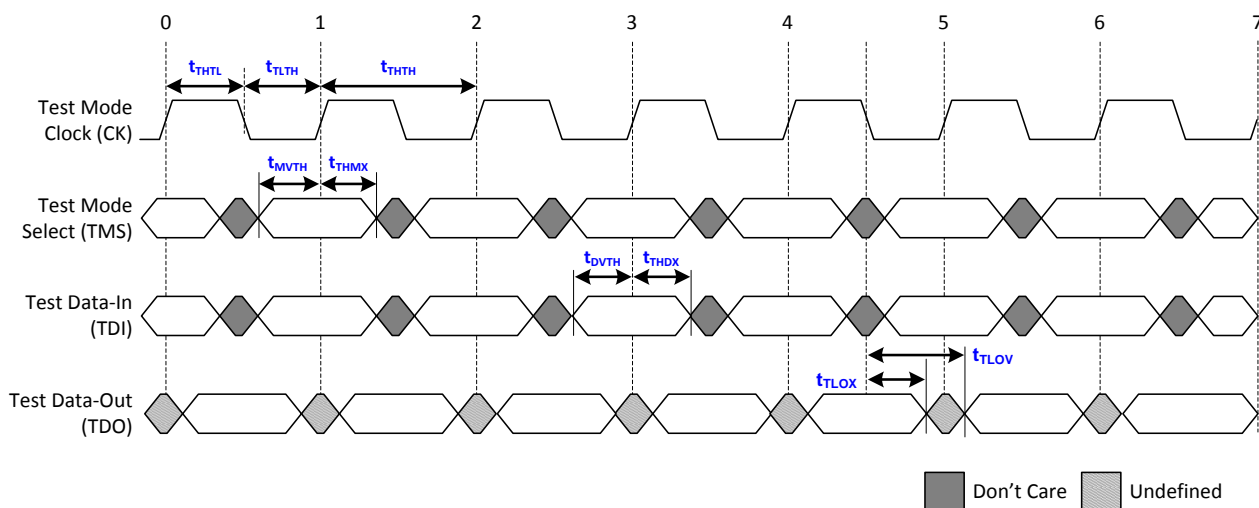 0 1 2 3 4 5 6 7
tTHTL tTLTH tTHTH
Test Mode
Clock (CK)
tMVTH tTHMX
Test Mode
Select (TMS)
tDVTH tTHDX
Test Data-In
(TDI)
tTLOV
tTLOX
Test Data-Out
(TDO)
Don't Care Undefined